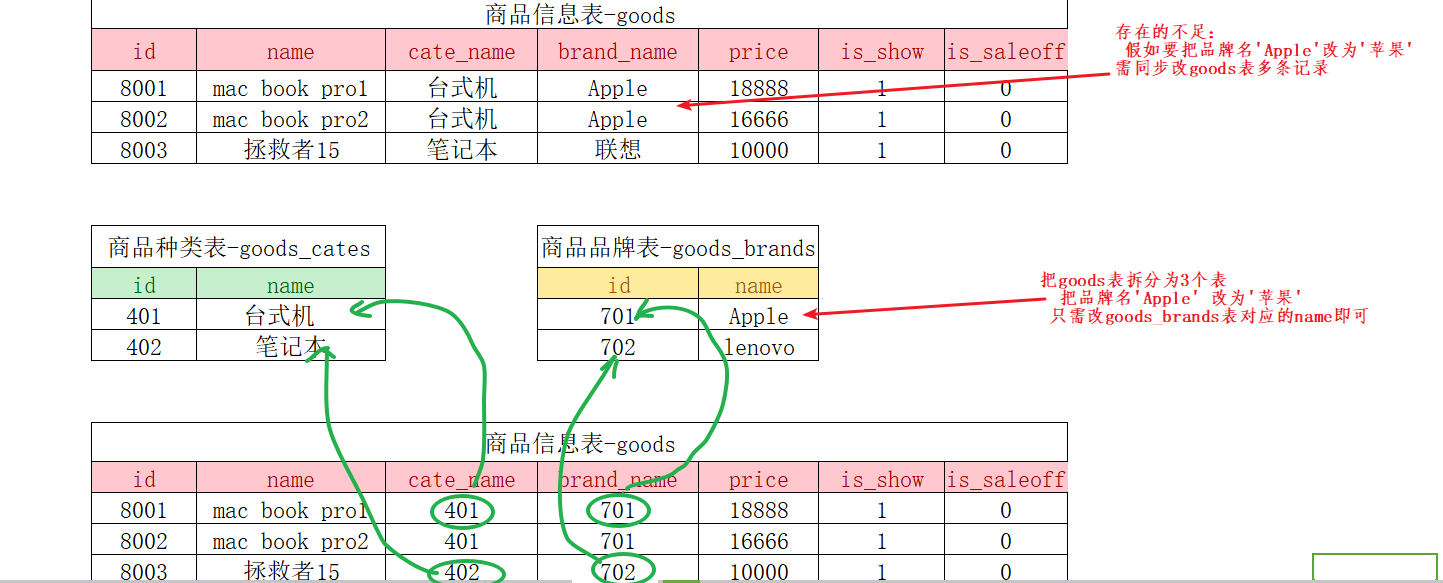 商品信息表-goods
id name cate_name brand_name price is_show is_saleoff
8001 mac book pro1 台式机 Apple 18888 1 0
8002 mac book pro2 台式机 Apple 16666 1 0
8003 拯救者15 笔记本 联想 10000 1 0
存在的不足：
假如要把品牌名'Apple'改为'苹果'
需同步改goods表多条记录
商品种类表-goods_cates
id name
401 台式机
402 笔记本
商品品牌表-goods_brands
id name
701 Apple
702 lenovo
把goods表拆分为3个表
把品牌名'Apple' 改为'苹果'
只需改goods_brands表对应的name即可
商品信息表-goods
id name cate_name brand_name price is_show is_saleoff
8001 mac book pro1 401 701 18888 1 0
8002 mac book pro2 401 701 16666 1 0
8003 拯救者15 402 702 10000 1 0